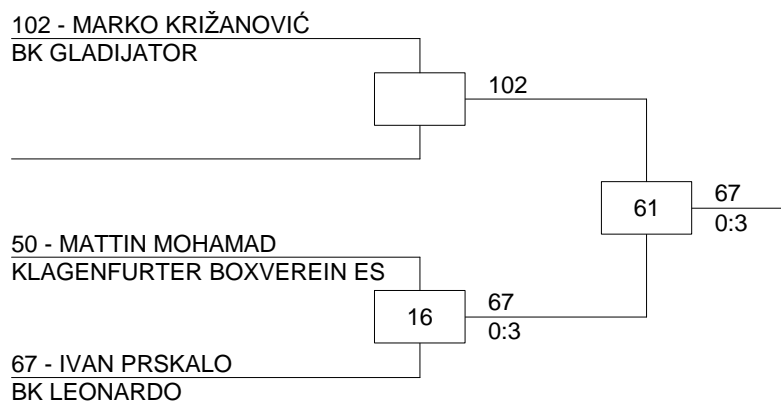 102 - MARKO KRIŽANOVIĆ
BK GLADIJATOR
102
61
67
0:3
50 - MATTIN MOHAMAD
KLAGENFURTER BOXVEREIN ES
16
67
0:3
67 - IVAN PRSKALO
BK LEONARDO